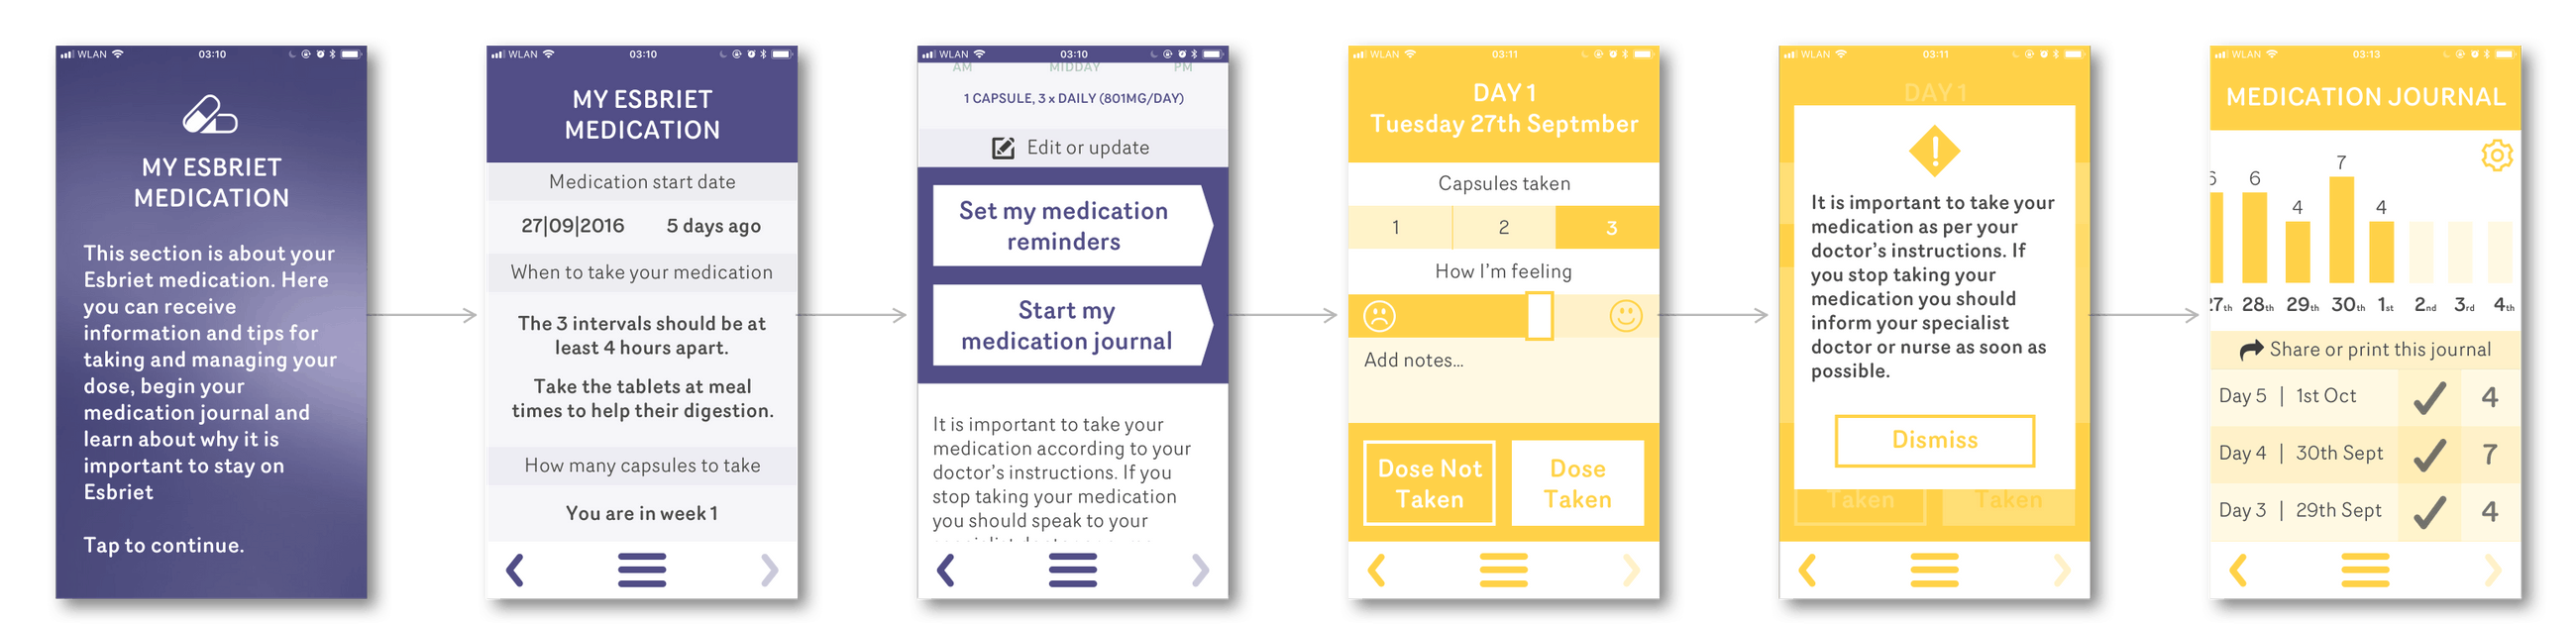 WLAN 03:10
MY ESBRIET
MEDICATION
This section is about your
Esbriet medication. Here
you can receive
information and tips for
taking and managing your
dose, begin your
medication journal and
learn about why it is
important to stay on
Esbriet
Tap to continue.
WLAN 03:10
MY ESBRIET
MEDICATION
Medication start date
27|09|2016 5 days ago
When to take your medication
The 3 intervals should be at
least 4 hours apart.
Take the tablets at meal
times to help their digestion.
How many capsules to take
You are in week 1
WLAN 03:10
AM MIDDAY PM
1 CAPSULE, 3 x DAILY (801MG/DAY)
Edit or update
Set my medication
reminders
Start my
medication journal
It is important to take your
medication according to your
doctor's instructions. If you
stop taking your medication
you should speak to your
WLAN 03:11
DAY 1
Tuesday 27th Septmber
Capsules taken
1 2 3
How I'm feeling
Add notes...
Dose Not
Taken
Dose
Taken
WLAN 03:11
DAY 1
!
It is important to take your
medication as per your
doctor's instructions. If
you stop taking your
medication you should
inform your specialist
doctor or nurse as soon as
possible.
Dismiss
Taken Taken
WLAN 03:13
MEDICATION JOURNAL
6 6 4 7 4
27th 28th 29th 30th 1st 2nd 3rd 4th
Share or print this journal
Day 5 | 1st Oct 4
Day 4 | 30th Sept 7
Day 3 | 29th Sept 4